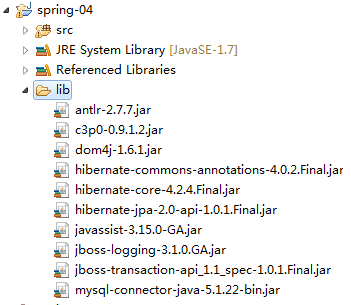 spring-04
src
JRE System Library [JavaSE-1.7]
Referenced Libraries
lib
antlr-2.7.7.jar
c3p0-0.9.1.2.jar
dom4j-1.6.1.jar
hibernate-commons-annotations-4.0.2.Final.jar
hibernate-core-4.2.4.Final.jar
hibernate-jpa-2.0-api-1.0.1.Final.jar
javassist-3.15.0-GA.jar
jboss-logging-3.1.0.GA.jar
jboss-transaction-api_1.1_spec-1.0.1.Final.jar
mysql-connector-java-5.1.22-bin.jar